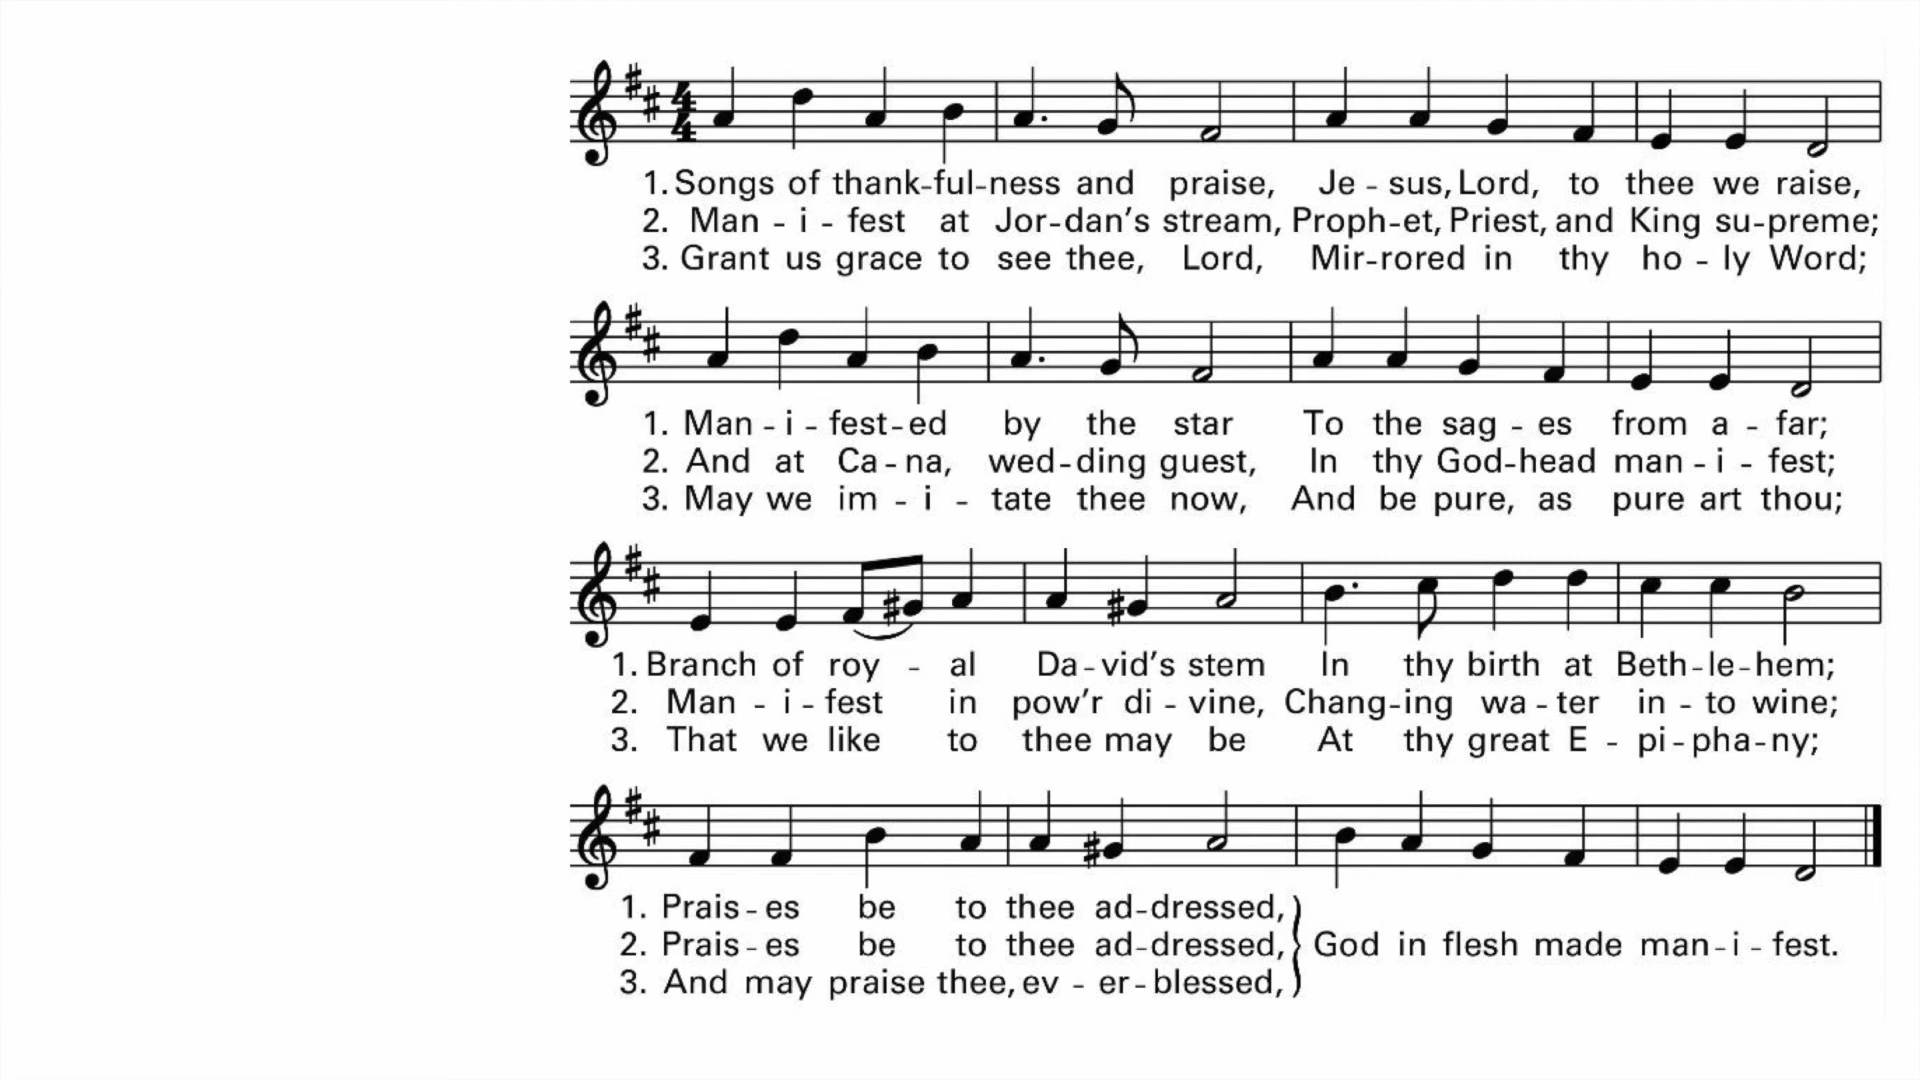 4
4
1. Songs of thank-ful-ness and praise, Je - sus, Lord, to thee we raise,
2. Man - i - fest at Jor-dan's stream, Proph-et, Priest, and King su-preme;
3. Grant us grace to see thee, Lord, Mir-rored in thy ho - ly Word;
1. Man - i - fest-ed by the star To the sag - es from a - far;
2. And at Ca-na, wed-ding guest, In thy God-head man - i - fest;
3. May we im - i - tate thee now, And be pure, as pure art thou;
1. Branch of roy - al Da-vid's stem In thy birth at Beth-le-hem;
2. Man - i - fest in pow'r di - vine, Chang-ing wa - ter in - to wine;
3. That we like to thee may be At thy great E - pi-pha-ny;
1. Prais-es be to thee ad-dressed,
2. Prais-es be to thee ad-dressed, God in flesh made man-i - fest.
3. And may praise thee, ev - er-blessed,